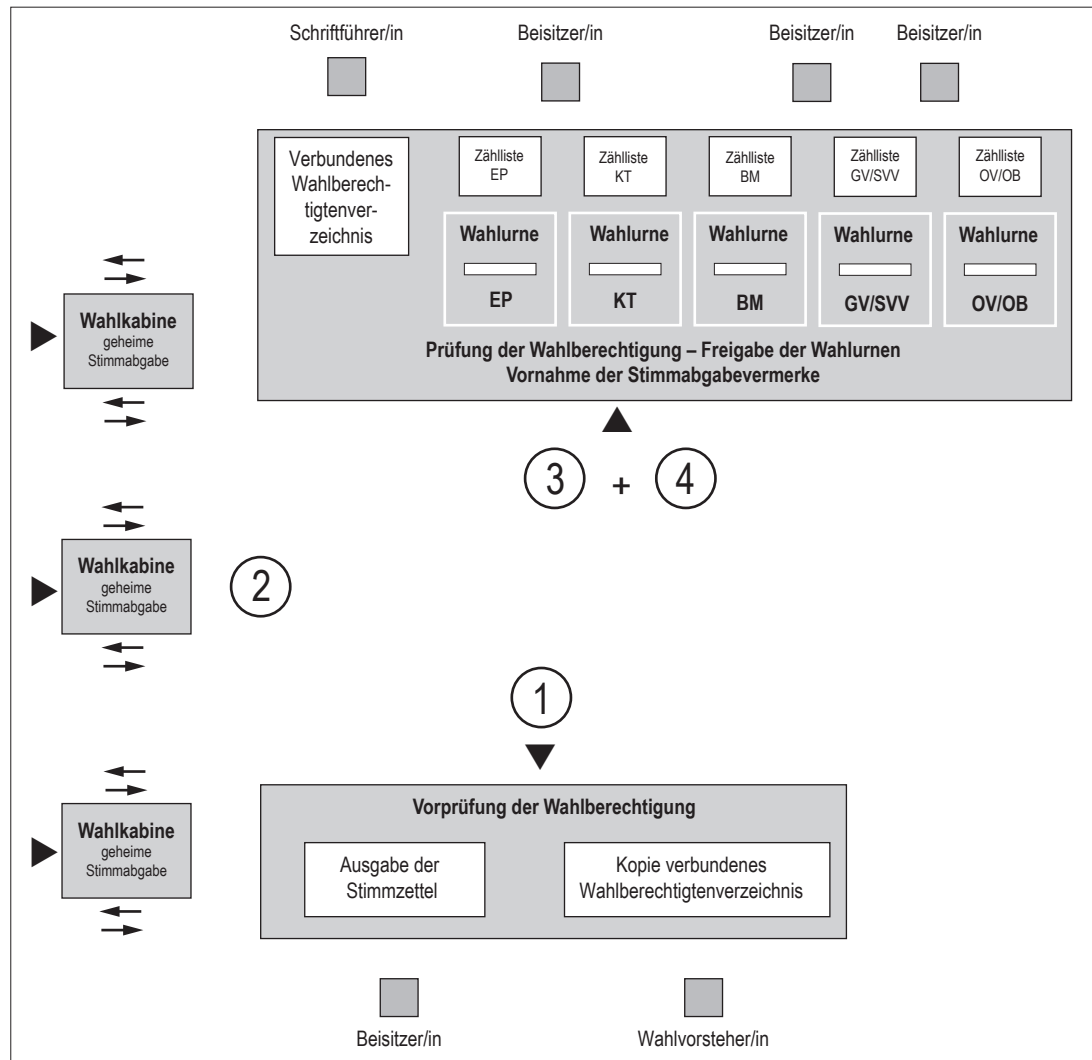 Schriftführer/in
Beisitzer/in
Beisitzer/in
Beisitzer/in
Verbundenes
Wahlberech-
tigtenver-
zeichnis
Zählliste
EP
Zählliste
KT
Zählliste
BM
Zählliste
GV/SVV
Zählliste
OV/OB
Wahlurne
EP
Wahlurne
KT
Wahlurne
BM
Wahlurne
GV/SVV
Wahlurne
OV/OB
Prüfung der Wahlberechtigung – Freigabe der Wahlurnen
Vornahme der Stimmabgabevermerke
Wahlkabine
geheime
Stimmabgabe
3 + 4
Wahlkabine
geheime
Stimmabgabe
2
1
Wahlkabine
geheime
Stimmabgabe
Vorprüfung der Wahlberechtigung
Ausgabe der
Stimmzettel
Kopie verbundenes
Wahlberechtigtenverzeichnis
Beisitzer/in
Wahlvorsteher/in